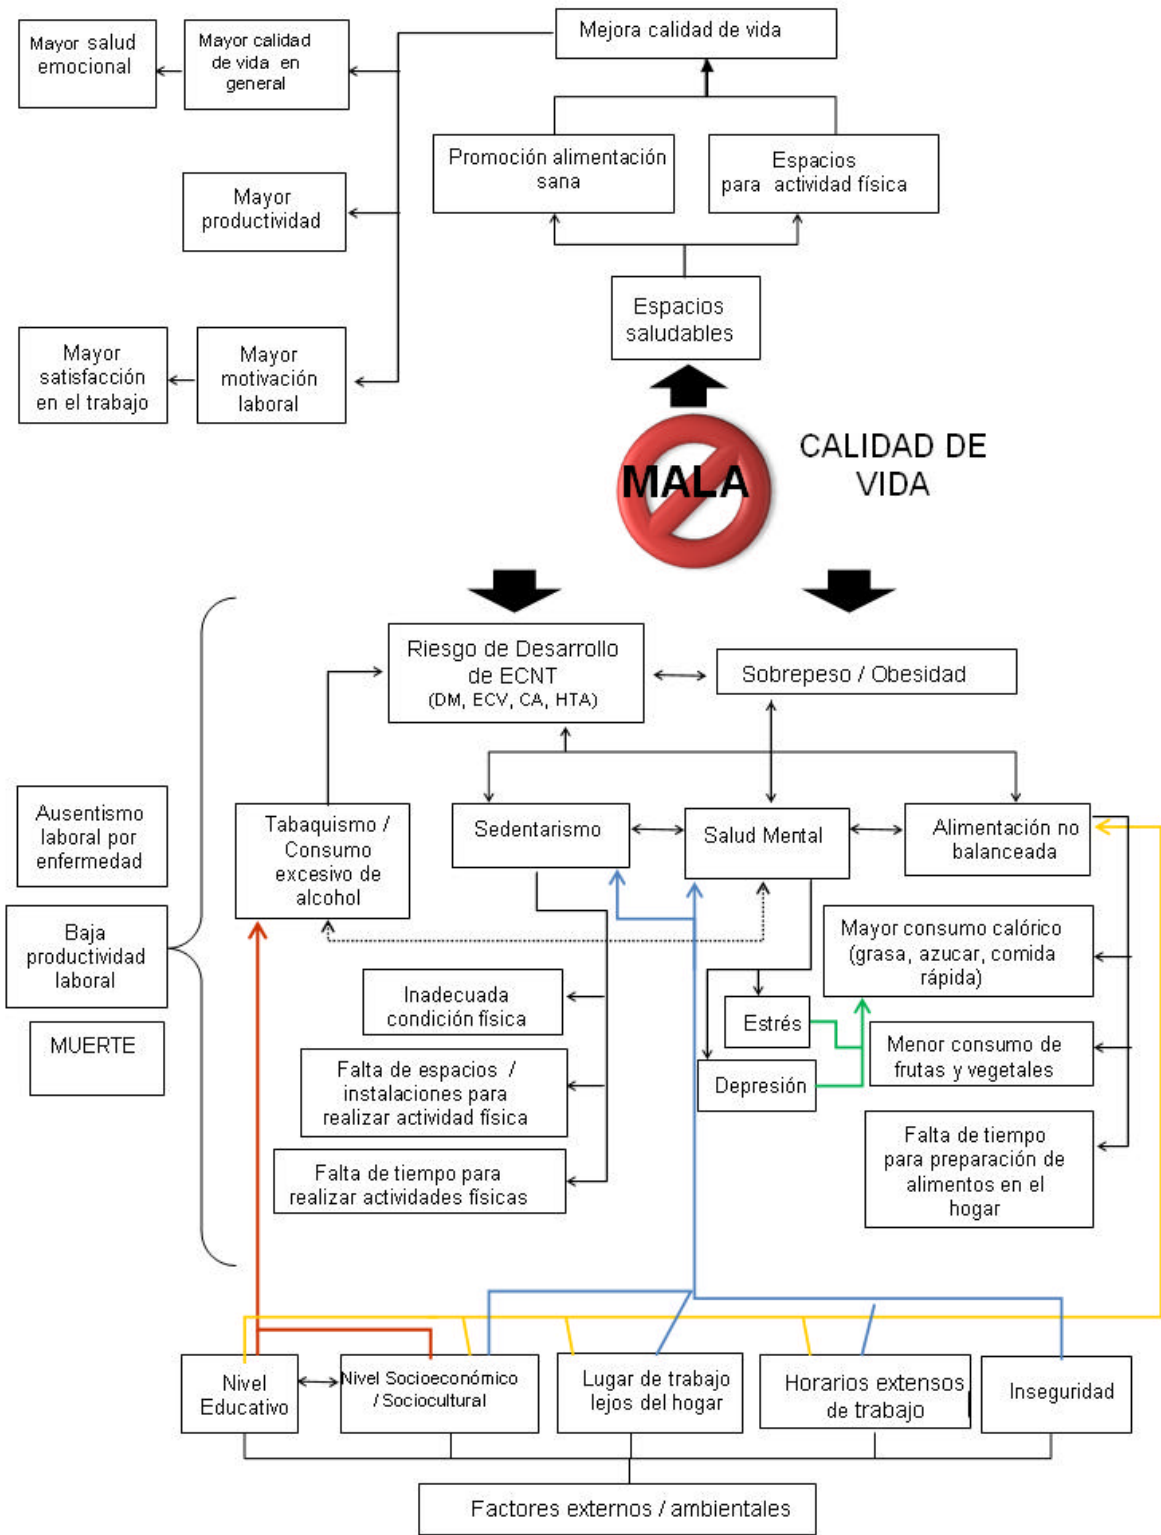 Mayor salud
emocional
Mayor calidad
de vida en
general
Mejora calidad de vida
Promoción alimentación
sana
Espacios
para actividad física
Mayor
productividad
Espacios
saludables
Mayor
satisfacción
en el trabajo
Mayor
motivación
laboral
MALA
CALIDAD DE
VIDA
Riesgo de Desarrollo
de ECNT
(DM, ECV, CA, HTA)
Sobrepeso / Obesidad
Ausentismo
laboral por
enfermedad
Tabaquismo /
Consumo
excesivo de
alcohol
Sedentarismo
Salud Mental
Alimentación no
balanceada
Baja
productividad
laboral
Mayor consumo calórico
(grasa, azucar, comida
rápida)
Inadecuada
condición física
Estrés
MUERTE
Menor consumo de
frutas y vegetales
Falta de espacios /
instalaciones para
realizar actividad física
Depresión
Falta de tiempo
para preparación de
alimentos en el
hogar
Falta de tiempo para
realizar actividades físicas
Nivel
Educativo
Nivel Socioeconómico
/ Sociocultural
Lugar de trabajo
lejos del hogar
Horarios extensos
de trabajo
Inseguridad
Factores externos / ambientales